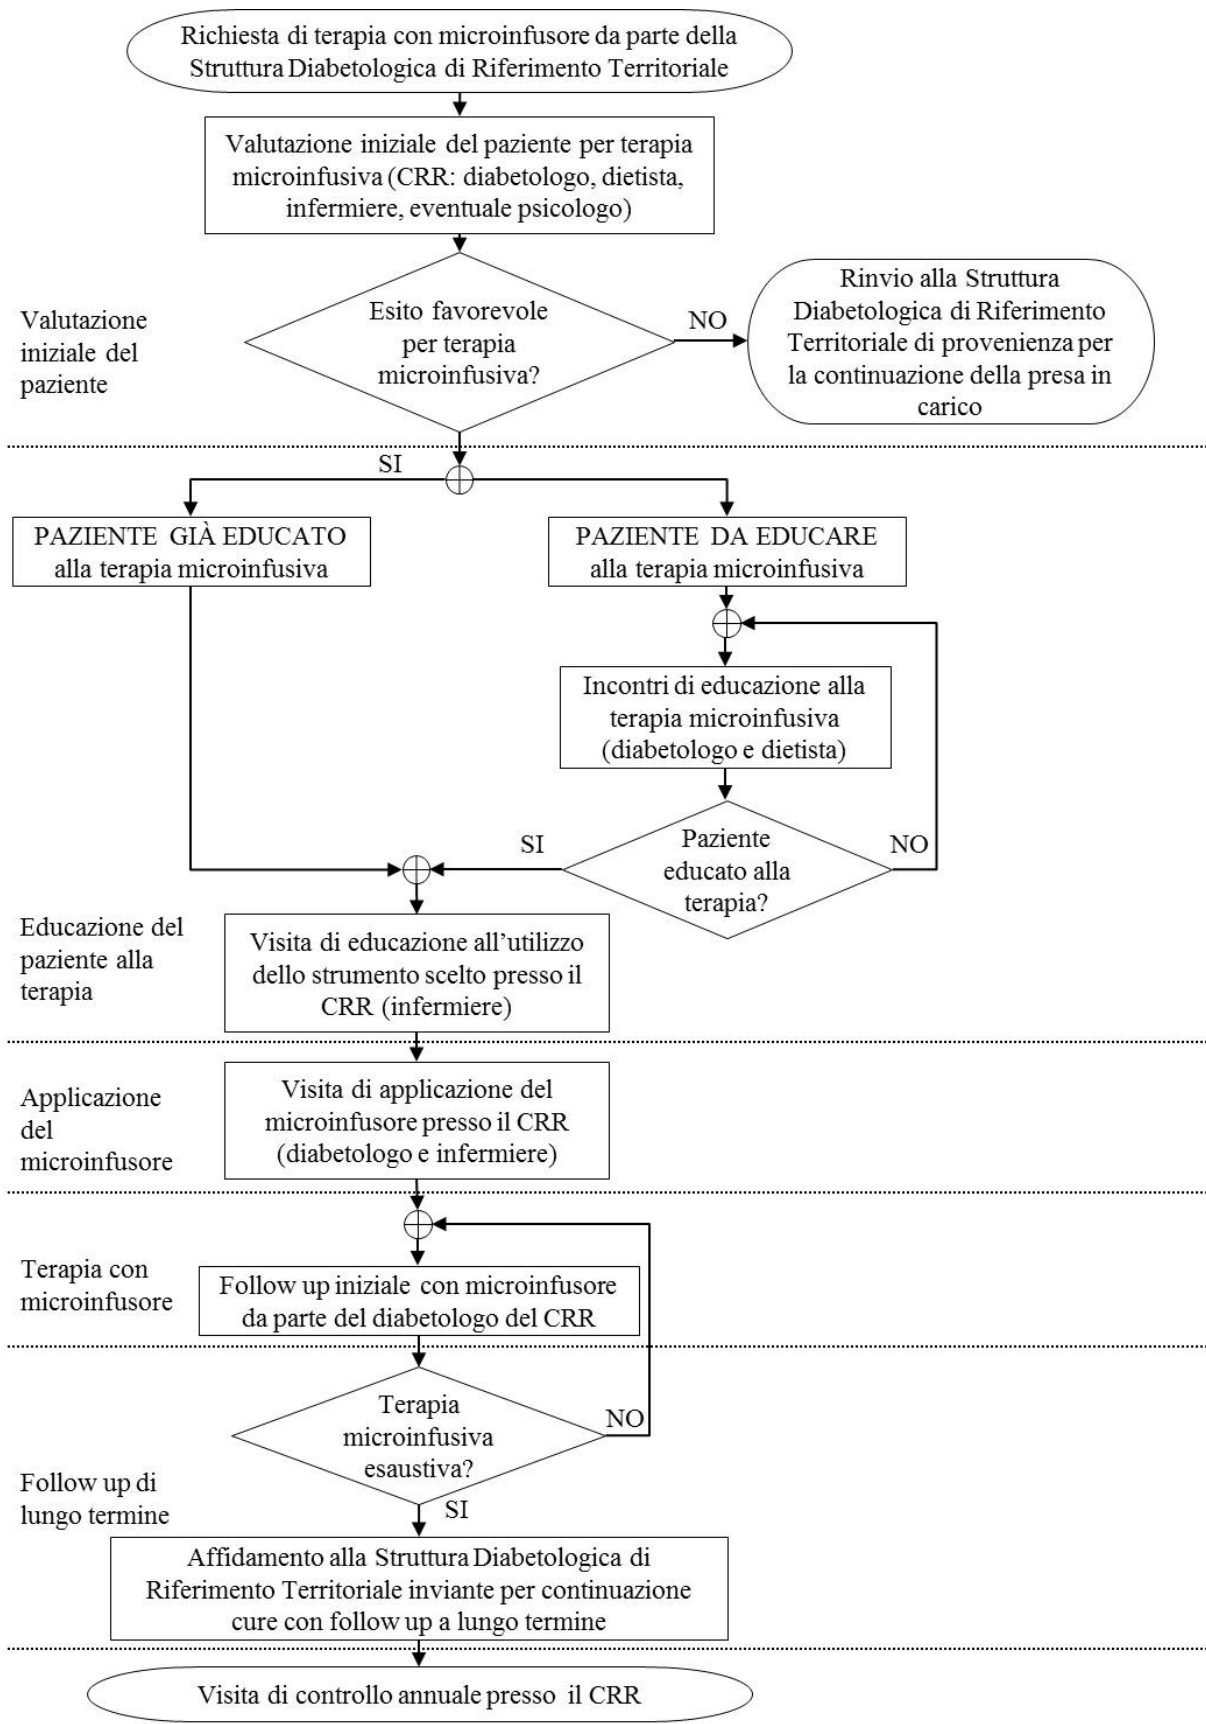 Richiesta di terapia con microinfusore da parte della
Struttura Diabetologica di Riferimento Territoriale
Valutazione iniziale del paziente per terapia
microinfusiva (CRR: diabetologo, dietista,
infermiere, eventuale psicologo)
Valutazione
iniziale del
paziente
Esito favorevole
per terapia
microinfusiva?
NO
Rinvio alla Struttura
Diabetologica di Riferimento
Territoriale di provenienza per
la continuazione della presa in
carico
SI
PAZIENTE GIÀ EDUCATO
alla terapia microinfusiva
PAZIENTE DA EDUCARE
alla terapia microinfusiva
Incontri di educazione alla
terapia microinfusiva
(diabetologo e dietista)
SI
Paziente
educato alla
terapia?
NO
Educazione del
paziente alla
terapia
Visita di educazione all’utilizzo
dello strumento scelto presso il
CRR (infermiere)
Applicazione
del
microinfusore
Visita di applicazione del
microinfusore presso il CRR
(diabetologo e infermiere)
Terapia con
microinfusore
Follow up iniziale con microinfusore
da parte del diabetologo del CRR
Terapia
microinfusiva
esaustiva?
NO
Follow up di
lungo termine
SI
Affidamento alla Struttura Diabetologica di
Riferimento Territoriale inviante per continuazione
cure con follow up a lungo termine
Visita di controllo annuale presso il CRR